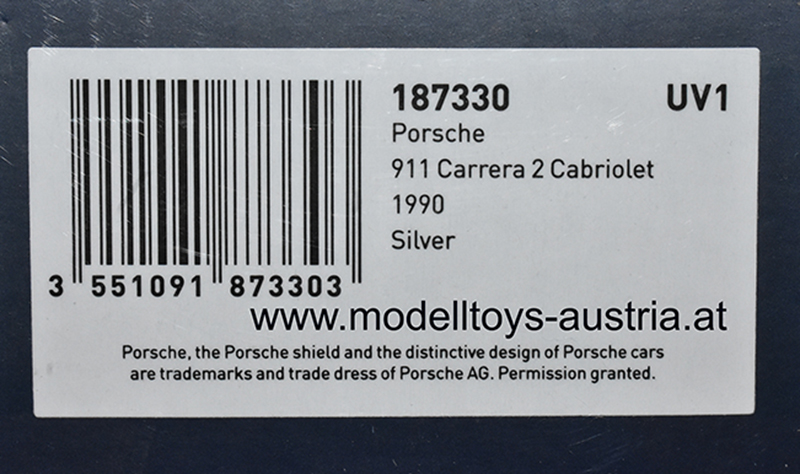 187330 UV1
Porsche
911 Carrera 2 Cabriolet
1990
Silver
3 551091 873303
www.modelltoys-austria.at
Porsche, the Porsche shield and the distinctive design of Porsche cars
are trademarks and trade dress of Porsche AG. Permission granted.